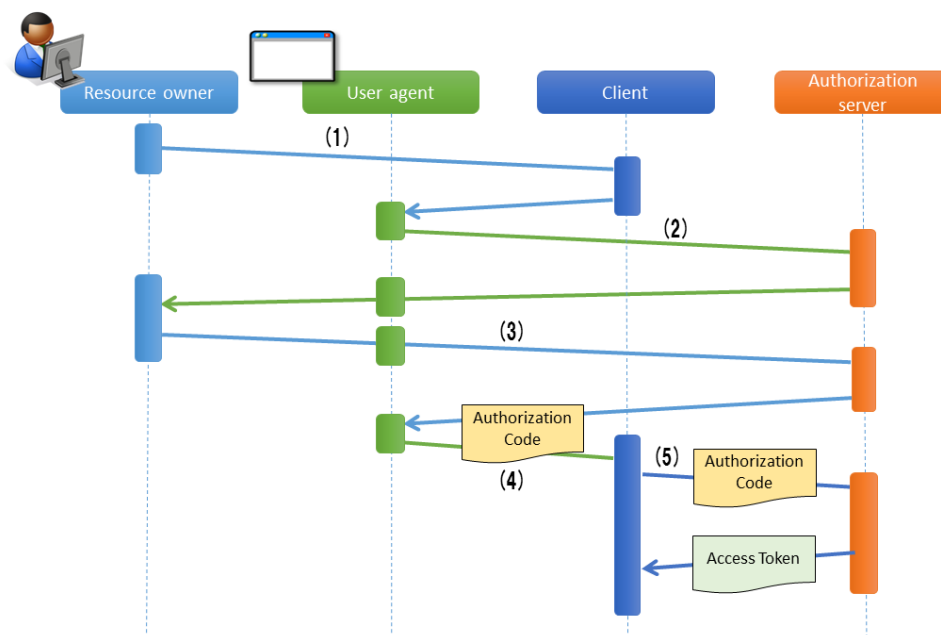 Resource owner
User agent
Client
Authorization
server
(1)
(2)
(3)
Authorization
Code
(4)
(5)
Authorization
Code
Access Token